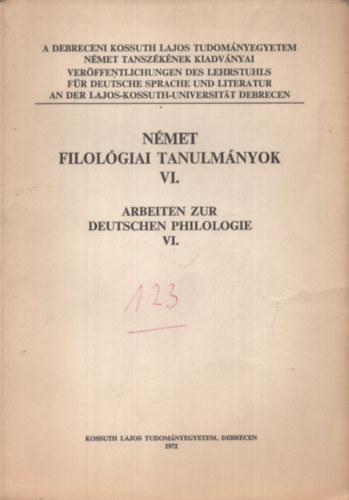 A DEBRECENI KOSSUTH LAJOS TUDOMÁNYEGYETEM
NÉMET TANSZÉKÉNEK KIADVÁNYAI
VERÖFFENTLICHUNGEN DES LEHRSTUHLS
FÜR DEUTSCHE SPRACHE UND LITERATUR
AN DER LAJOS-KOSSUTH-UNIVERSITÄT DEBRECEN
NÉMET
FILOLÓGIAI TANULMÁNYOK
VI.
ARBEITEN ZUR
DEUTSCHEN PHILOLOGIE
VI.
123
KOSSUTH LAJOS TUDOMÁNYEGYETEM, DEBRECEN
1972